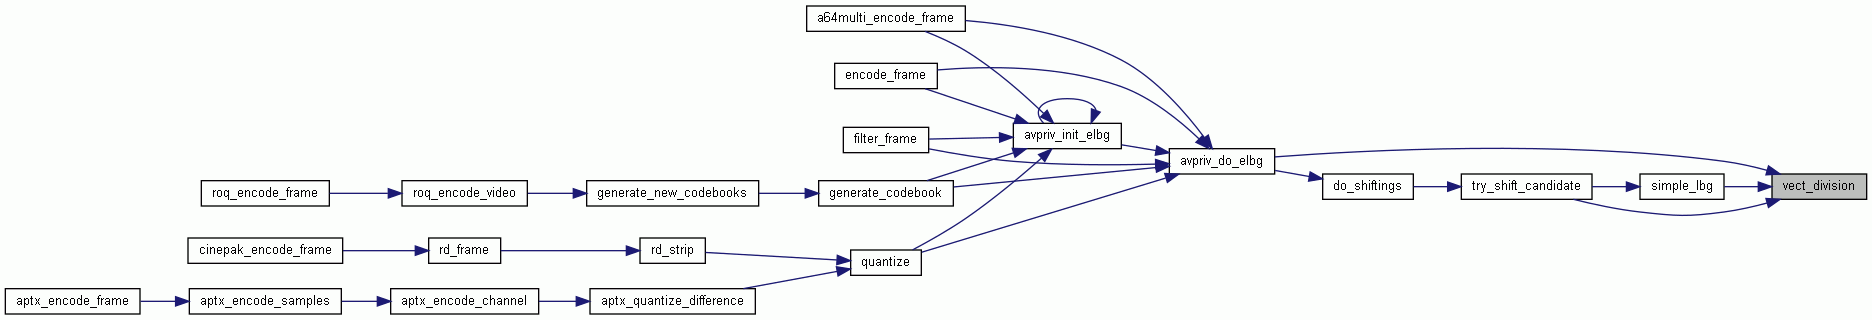 a64multi_encode_frame
encode_frame
filter_frame
avpriv_init_elbg
avpriv_do_elbg
roq_encode_frame
roq_encode_video
generate_new_codebooks
generate_codebook
do_shiftings
try_shift_candidate
simple_lbg
vect_division
cinepak_encode_frame
rd_frame
rd_strip
quantize
aptx_encode_frame
aptx_encode_samples
aptx_encode_channel
aptx_quantize_difference